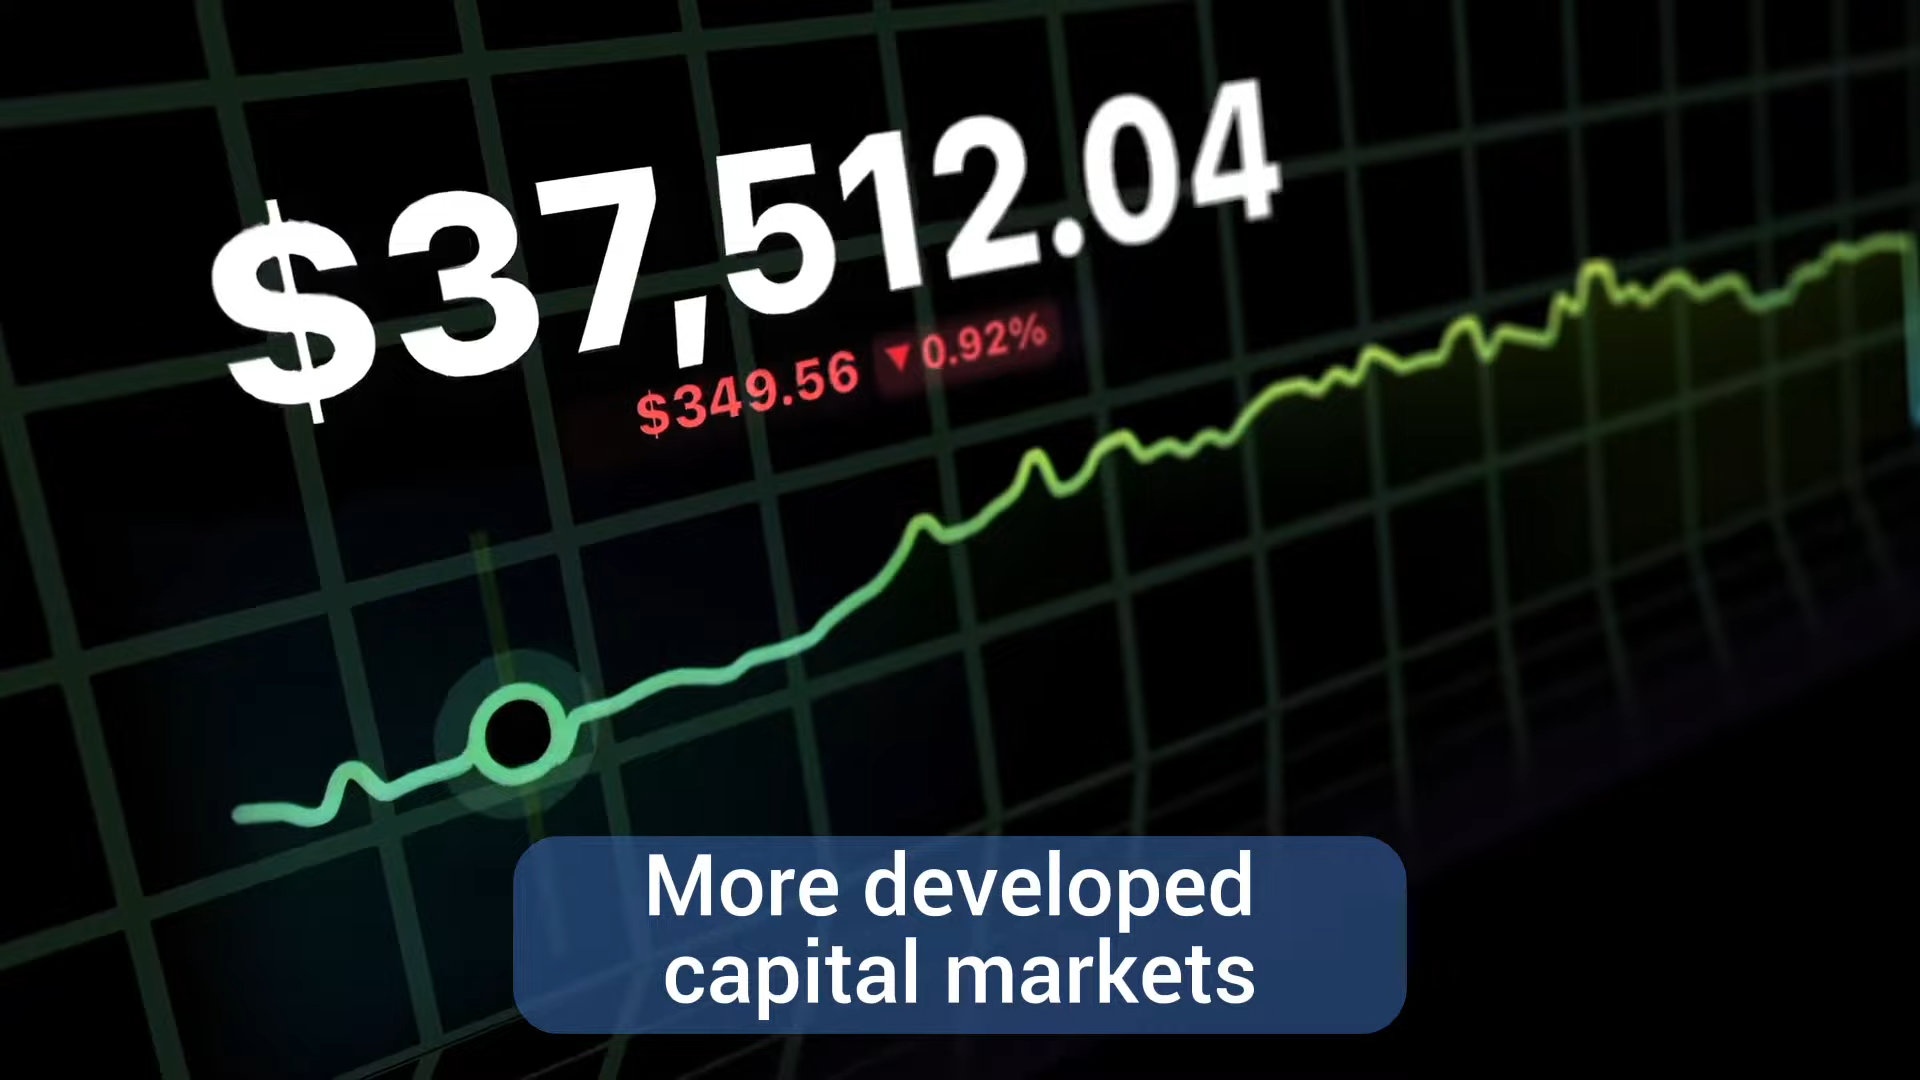 $37,512.04
$349.56 ▼0.92%
More developed
capital markets